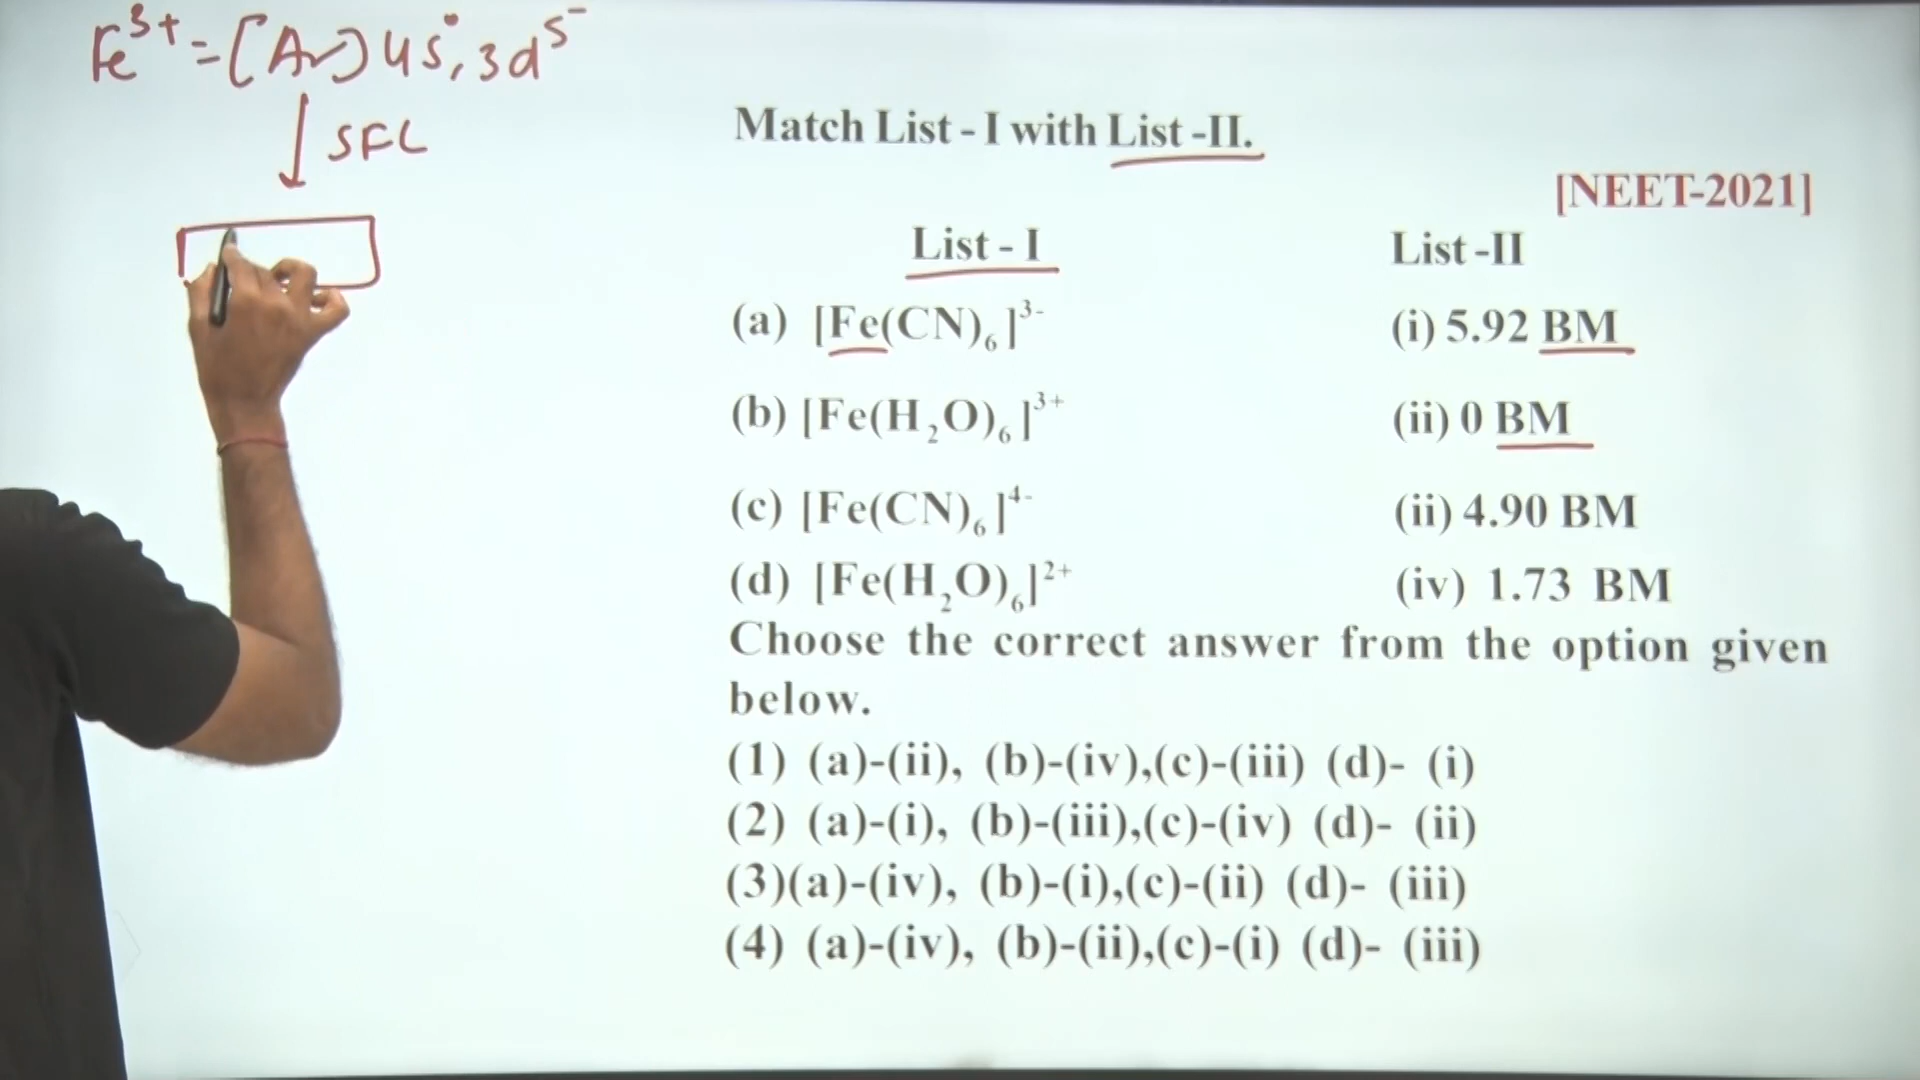 Fe³⁺ = [Ar] 4s⁰, 3d⁵
SFL
Match List - I with List -II.
[NEET-2021]
List - I
List -II
(a) [Fe(CN)₆]³⁻
(i) 5.92 BM
(b) [Fe(H₂O)₆]³⁺
(ii) 0 BM
(c) [Fe(CN)₆]⁴⁻
(ii) 4.90 BM
(d) [Fe(H₂O)₆]²⁺
(iv) 1.73 BM
Choose the correct answer from the option given
below.
(1) (a)-(ii), (b)-(iv),(c)-(iii) (d)- (i)
(2) (a)-(i), (b)-(iii),(c)-(iv) (d)- (ii)
(3)(a)-(iv), (b)-(i),(c)-(ii) (d)- (iii)
(4) (a)-(iv), (b)-(ii),(c)-(i) (d)- (iii)